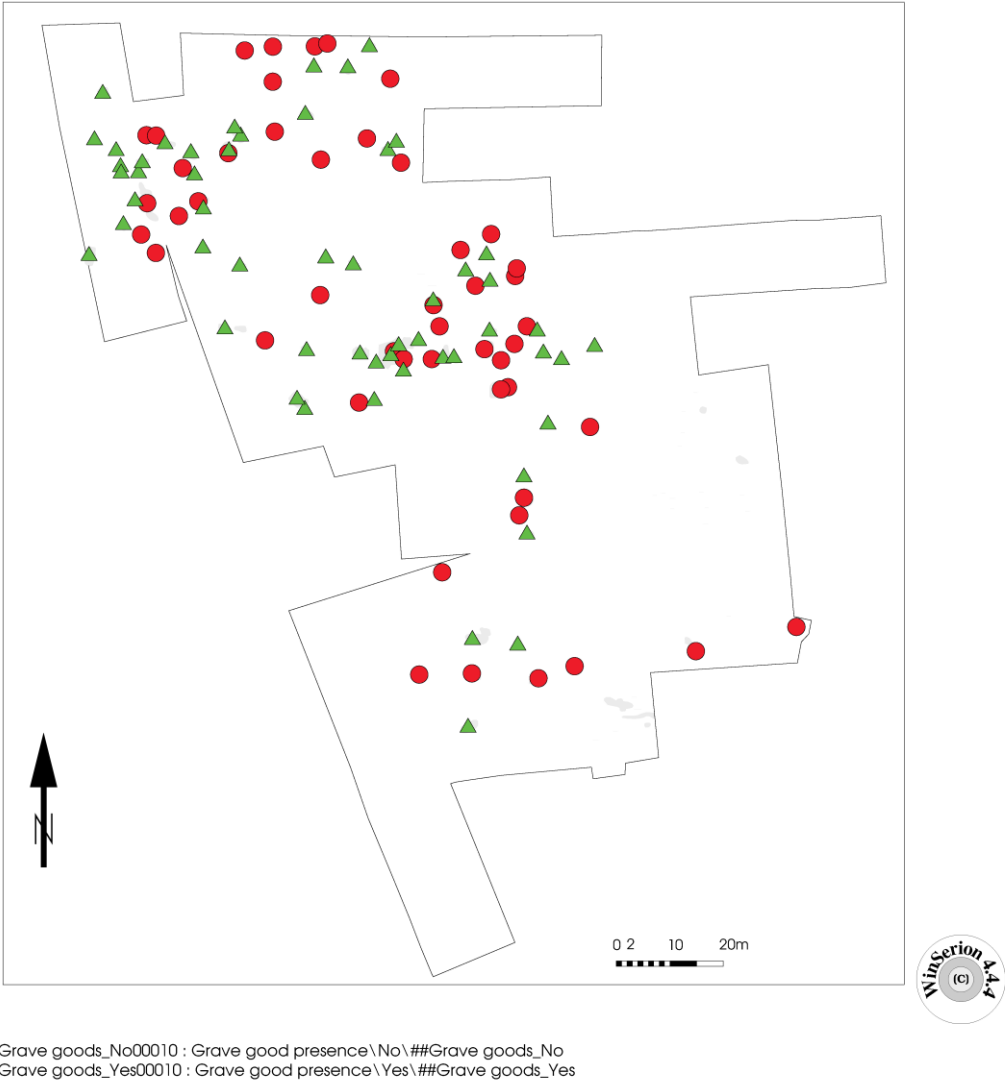 N
0 2 10 20m
WinSerion 4.4.4
(C)
Grave goods_No00010 : Grave good presence\No\##Grave goods_No
Grave goods_Yes00010 : Grave good presence\Yes\##Grave goods_Yes